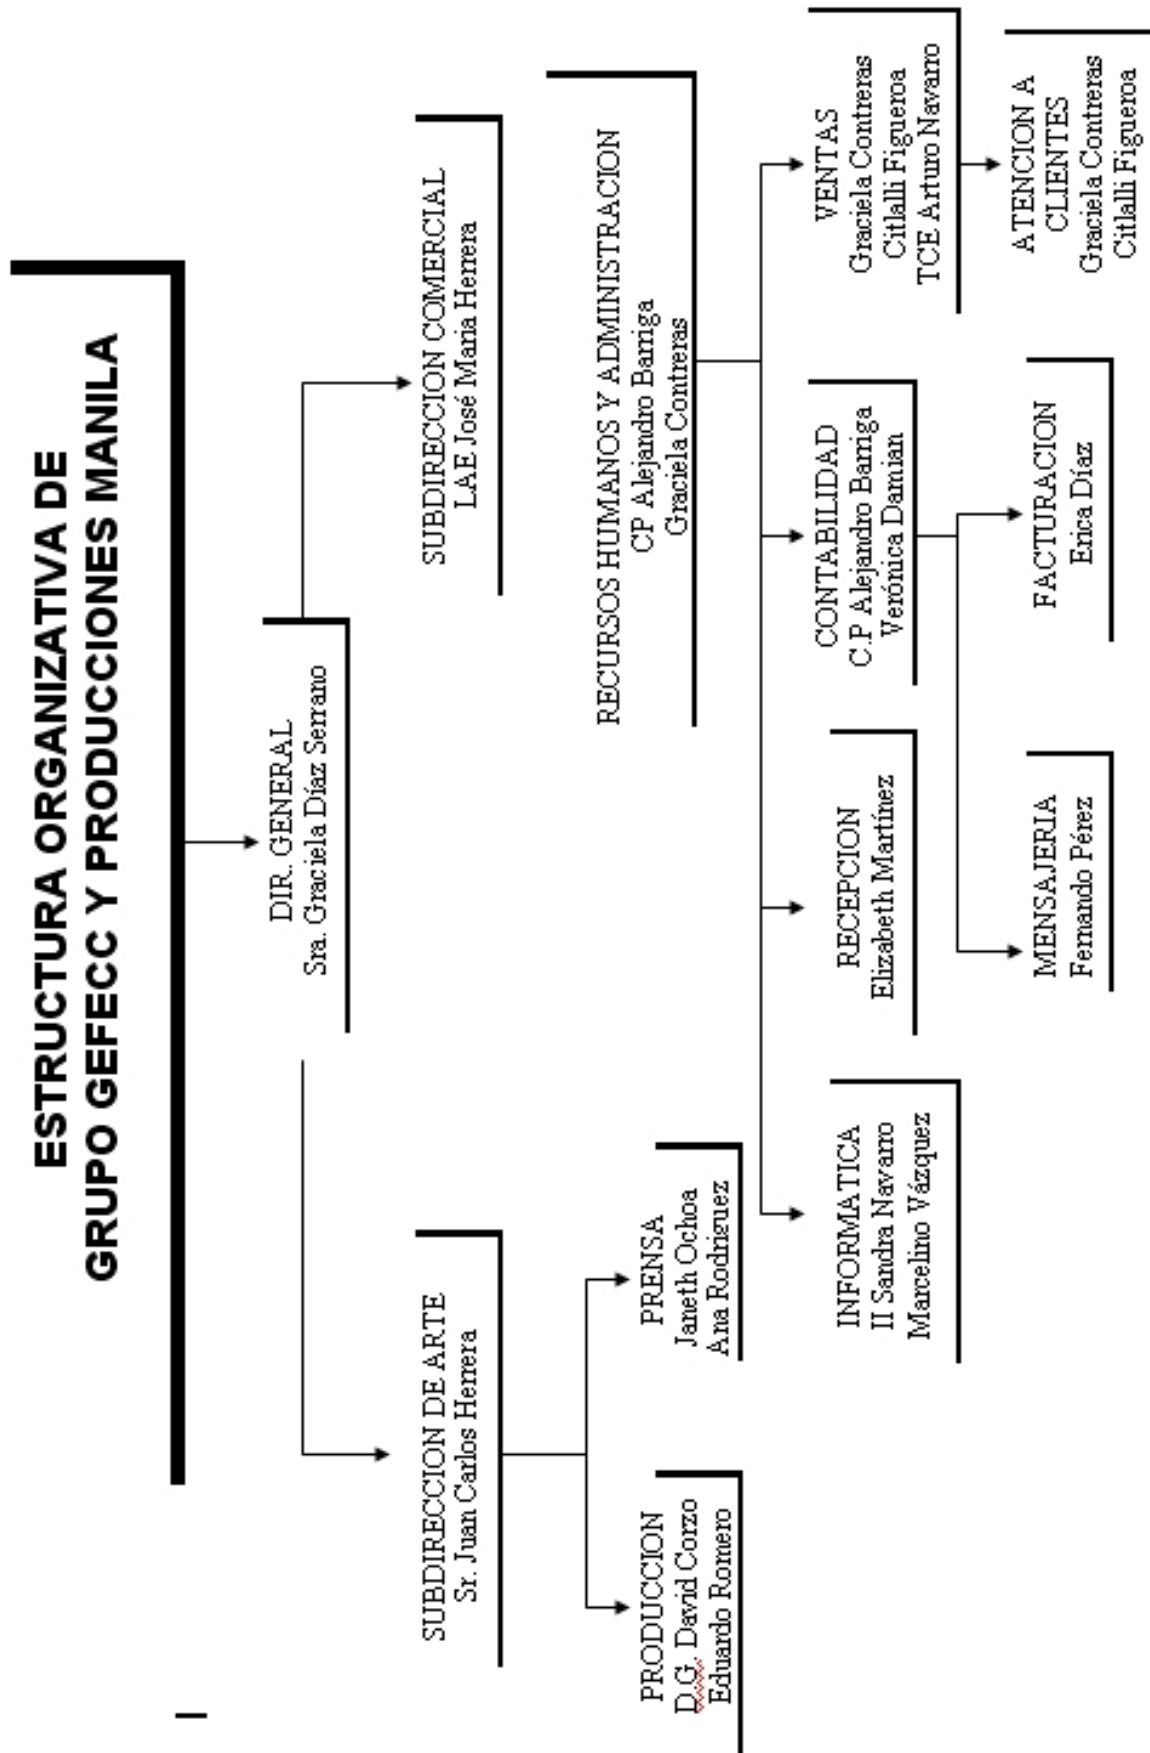 ESTRUCTURA ORGANIZATIVA DE
GRUPO GEFECC Y PRODUCCIONES MANILA
DIR. GENERAL
Sra. Graciela Díaz Serrano
SUBDIRECCION DE ARTE
Sr. Juan Carlos Herrera
SUBDIRECCION COMERCIAL
LAE José Maria Herrera
PRODUCCION
D.G. David Corzo
Eduardo Romero
PRENSA
Janeth Ochoa
Ana Rodriguez
RECURSOS HUMANOS Y ADMINISTRACION
CP Alejandro Barriga
Graciela Contreras
INFORMATICA
II Sandra Navarro
Marcelino Vázquez
RECEPCION
Elizabeth Martínez
CONTABILIDAD
C.P Alejandro Barriga
Verónica Damian
VENTAS
Graciela Contreras
Citlalli Figueroa
TCE Arturo Navarro
MENSAJERIA
Fernando Pérez
FACTURACION
Erica Díaz
ATENCION A
CLIENTES
Graciela Contreras
Citlalli Figueroa